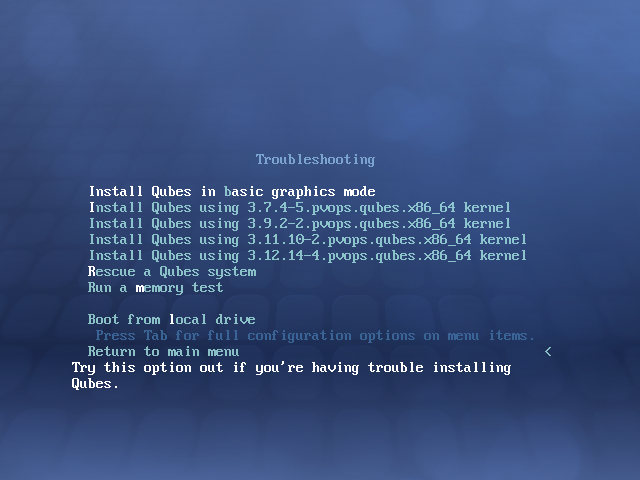 Troubleshooting
Install Qubes in basic graphics mode
Install Qubes using 3.7.4-5.pvops.qubes.x86_64 kernel
Install Qubes using 3.9.2-2.pvops.qubes.x86_64 kernel
Install Qubes using 3.11.10-2.pvops.qubes.x86_64 kernel
Install Qubes using 3.12.14-4.pvops.qubes.x86_64 kernel
Rescue a Qubes system
Run a memory test
Boot from local drive
Press Tab for full configuration options on menu items.
Return to main menu <
Try this option out if you're having trouble installing
Qubes.